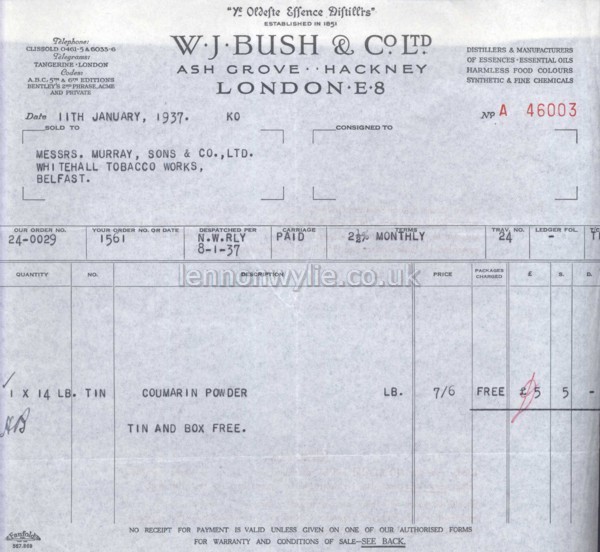 "Ye Oldeste Essence Distillers"
ESTABLISHED IN 1851
W·J·BUSH & Co. LTD
ASH GROVE · · HACKNEY
LONDON·E·8
Telephone:
CLISSOLD 0461-5 & 6033-6
Telegrams:
TANGERINE·LONDON
Codes:
A.B.C. 5TH & 6TH EDITIONS
BENTLEY'S 2ND PHRASE, ACME
AND PRIVATE
DISTILLERS & MANUFACTURERS
OF ESSENCES·ESSENTIAL OILS
HARMLESS FOOD COLOURS
SYNTHETIC & FINE CHEMICALS
Date 11TH JANUARY, 1937. KO
No A 46003
SOLD TO
CONSIGNED TO
MESSRS. MURRAY, SONS & CO.,LTD.
WHITEHALL TOBACCO WORKS,
BELFAST.
OUR ORDER NO. YOUR ORDER NO. OR DATE DESPATCHED PER CARRIAGE TERMS TRAV. NO. LEDGER FOL.
24-0029 1561 N.W.RLY PAID 2½% MONTHLY 24 -
8-1-37
lennonwylie.co.uk
QUANTITY NO. DESCRIPTION PRICE PACKAGES CHARGED £ S. D.
1 X 14 LB. TIN COUMARIN POWDER LB. 7/6 FREE £5 5 -
AB
TIN AND BOX FREE.
NO RECEIPT FOR PAYMENT IS VALID UNLESS GIVEN ON ONE OF OUR AUTHORISED FORMS
FOR WARRANTY AND CONDITIONS OF SALE—SEE BACK.